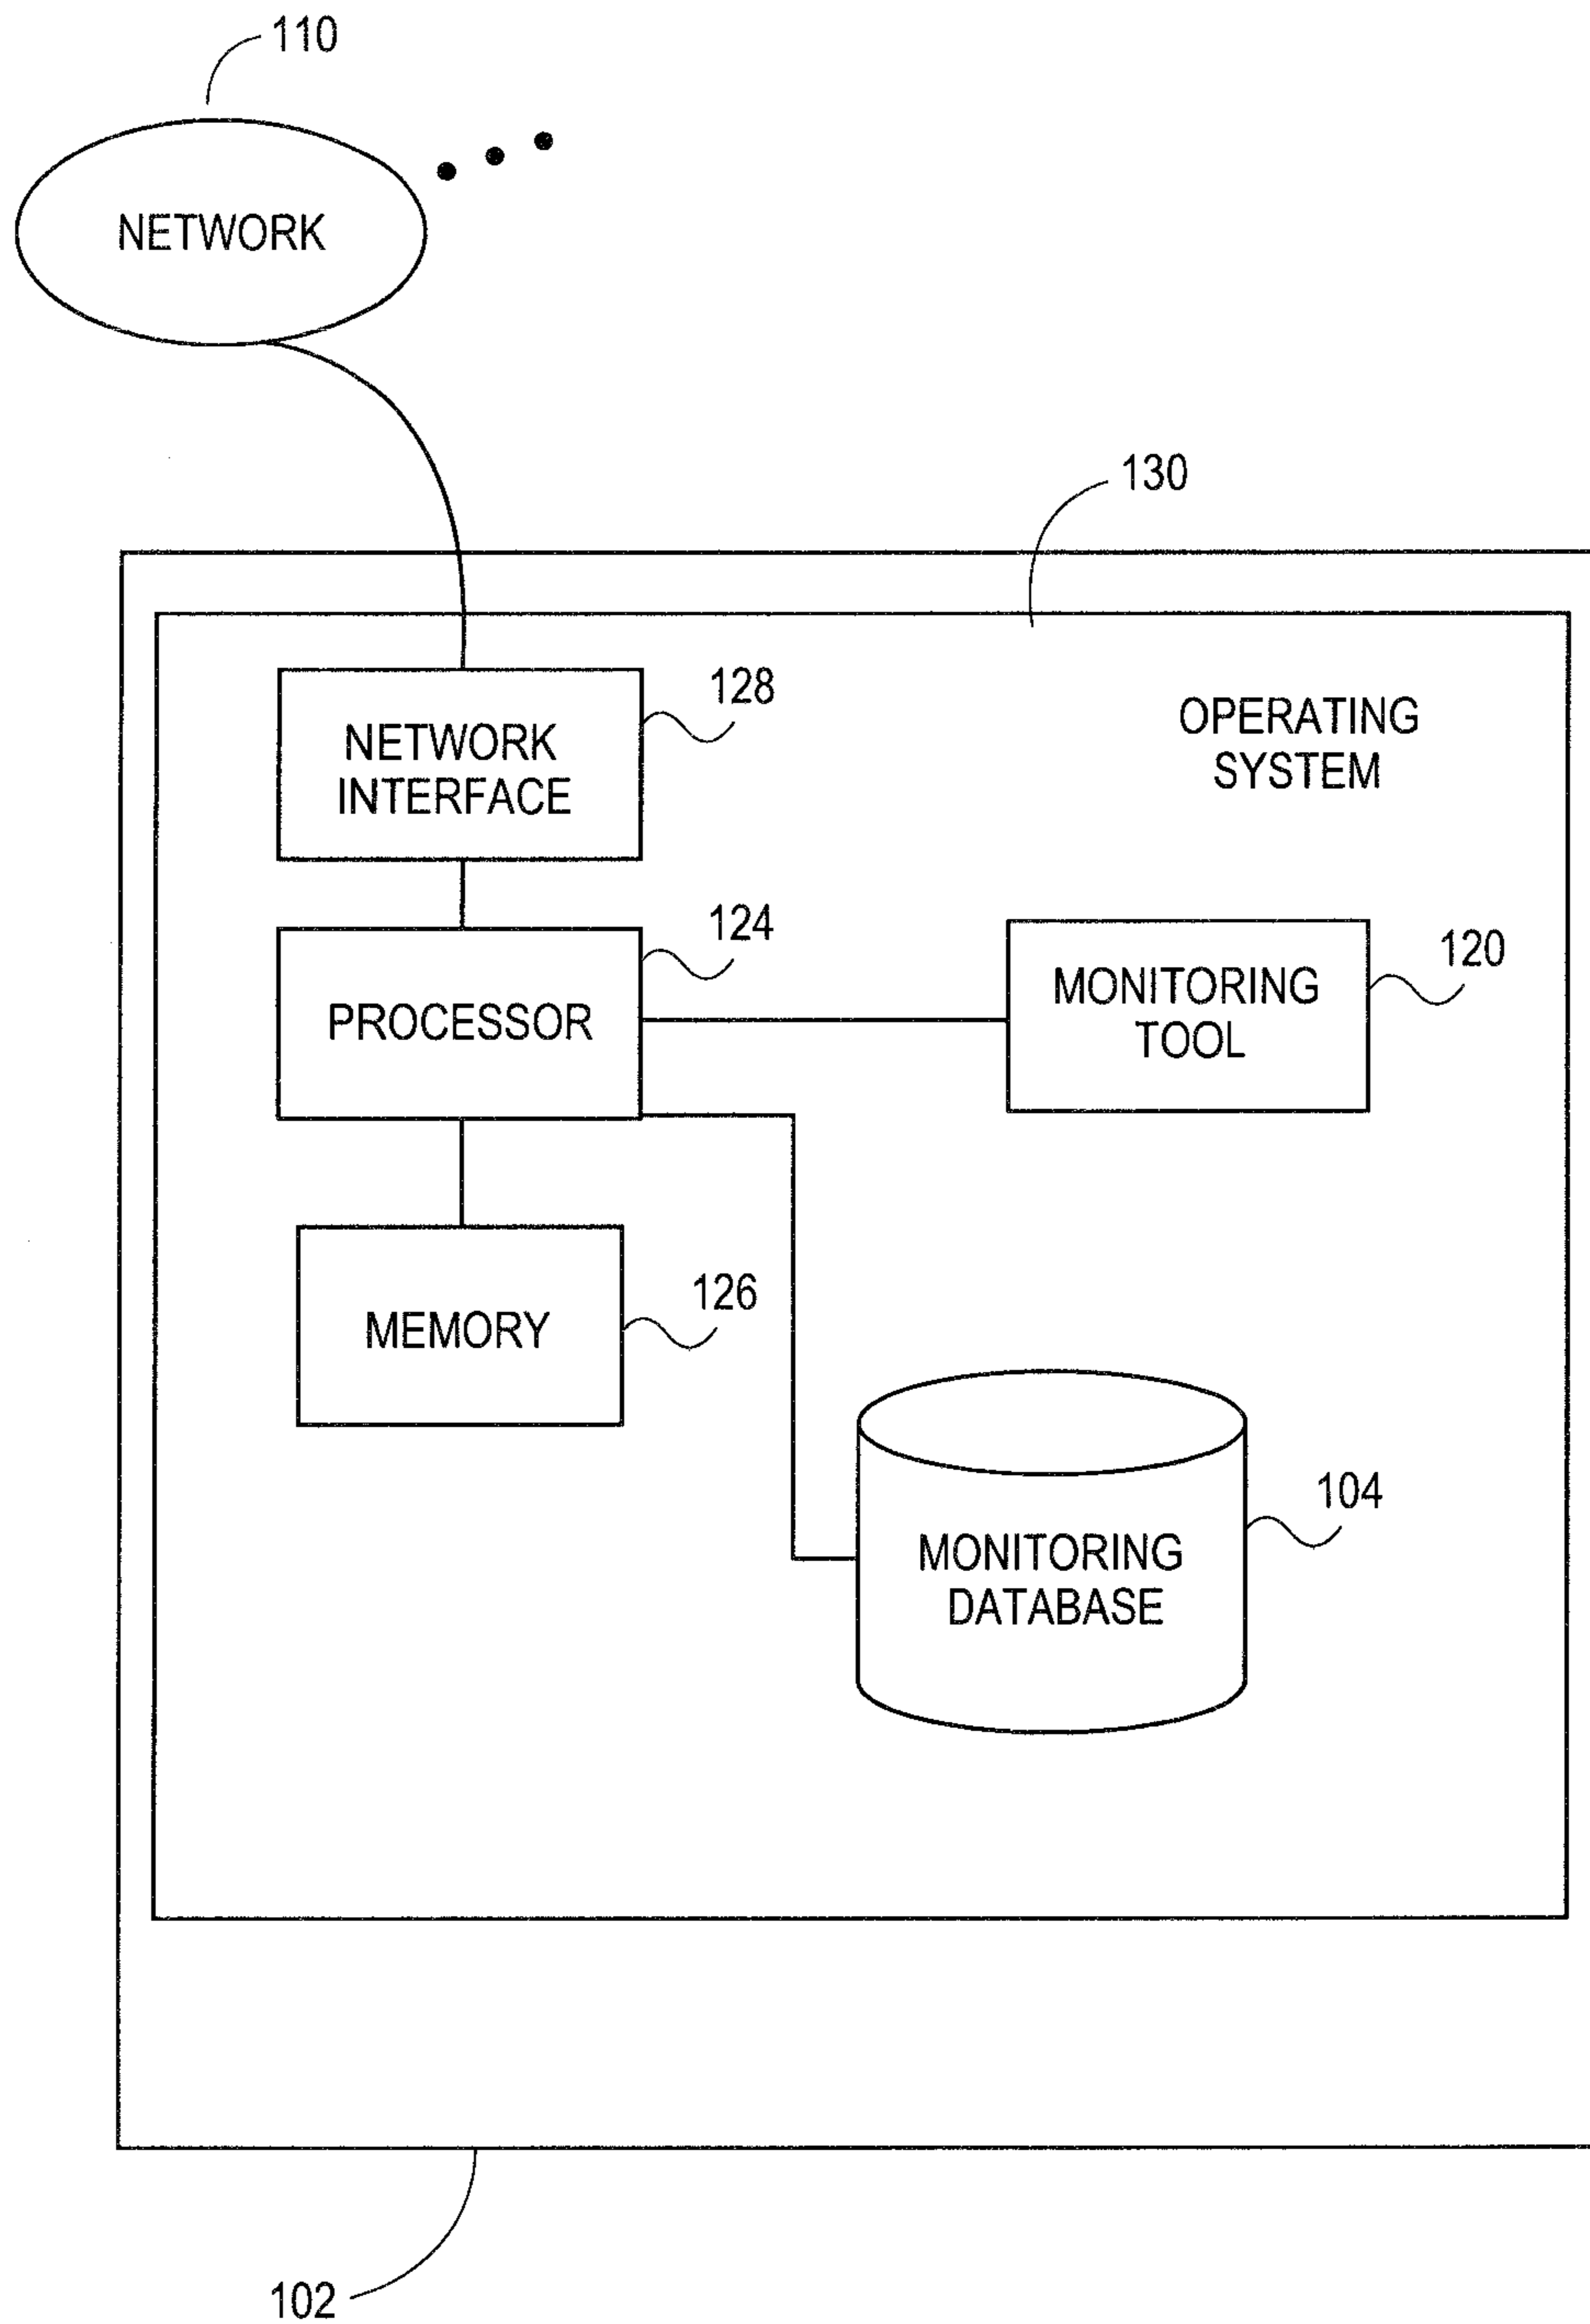 110
NETWORK
130
128
NETWORK
INTERFACE
OPERATING
SYSTEM
124
PROCESSOR
120
MONITORING
TOOL
126
MEMORY
104
MONITORING
DATABASE
102